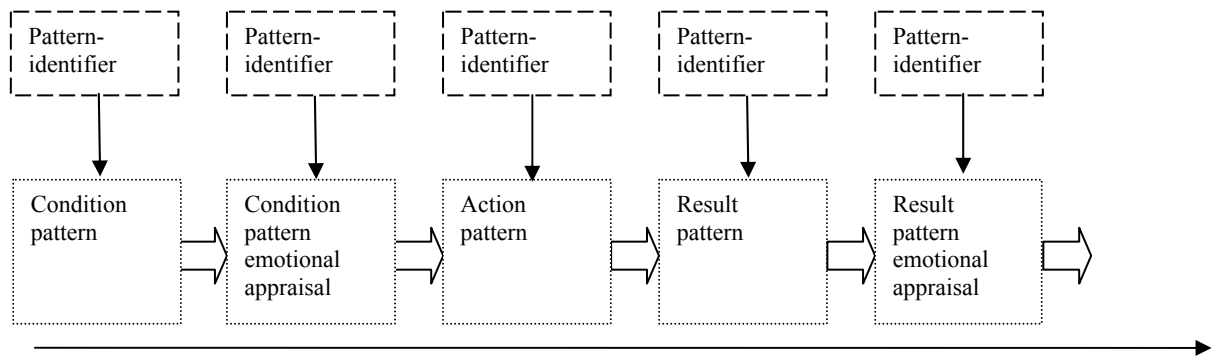 Pattern-
identifier
Pattern-
identifier
Pattern-
identifier
Pattern-
identifier
Pattern-
identifier
Condition
pattern
Condition
pattern
emotional
appraisal
Action
pattern
Result
pattern
Result
pattern
emotional
appraisal